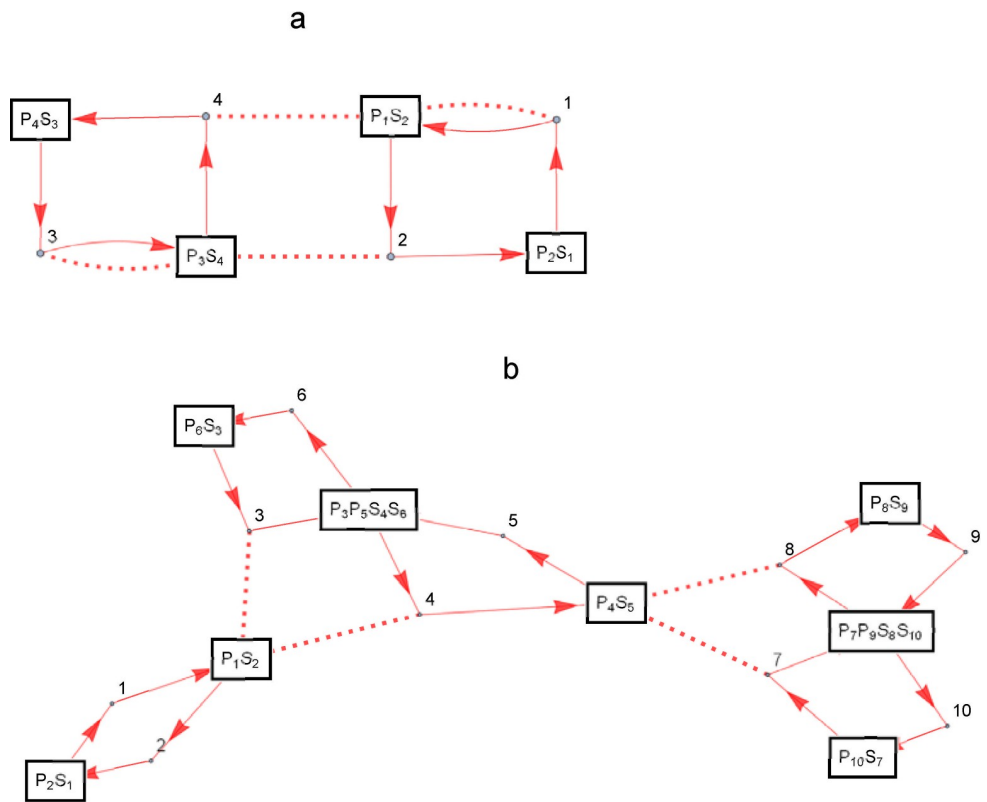 a
4
1
P₄S₃
P₁S₂
3
2
P₃S₄
P₂S₁
b
6
P₆S₃
P₃P₅S₄S₆
3
5
P₈S₉
9
8
4
P₄S₅
P₇P₉S₈S₁₀
P₁S₂
7
1
2
10
P₂S₁
P₁₀S₇